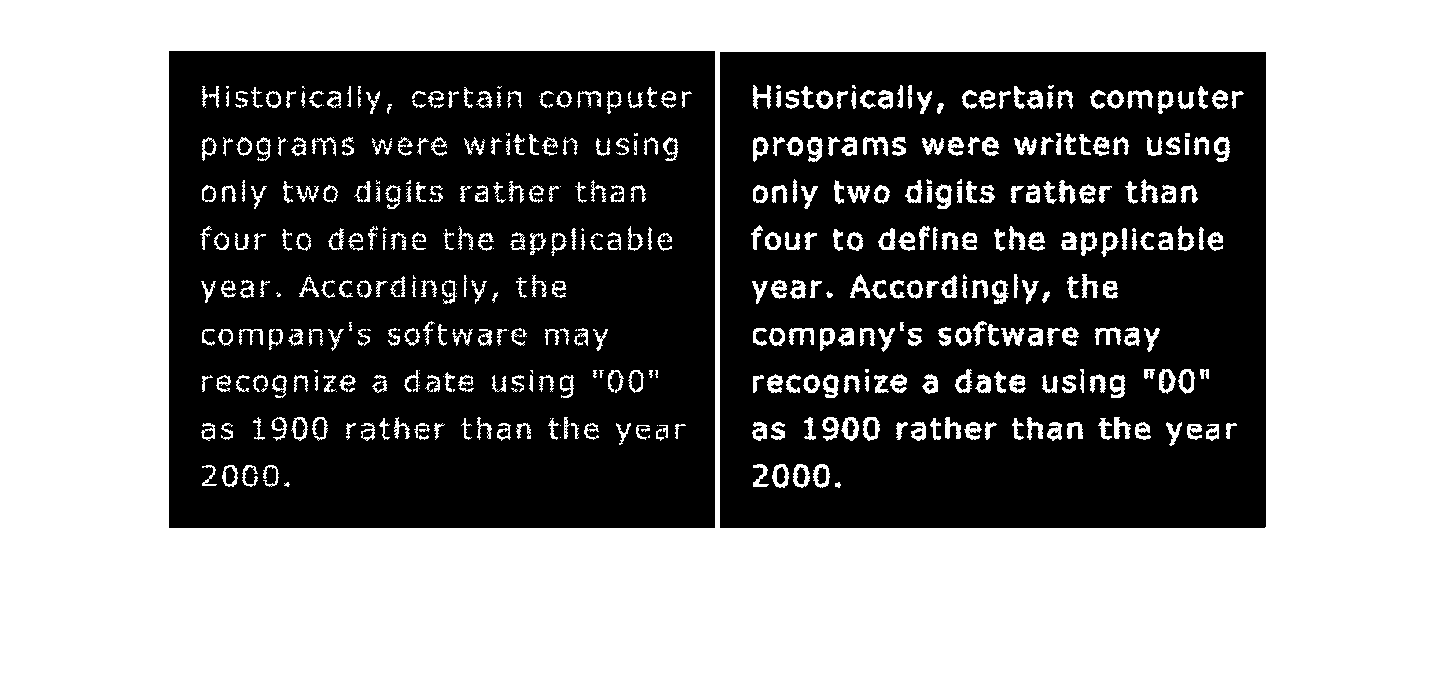 Historically, certain computer
programs were written using
only two digits rather than
four to define the applicable
year. Accordingly, the
company's software may
recognize a date using "00"
as 1900 rather than the year
2000.
Historically, certain computer
programs were written using
only two digits rather than
four to define the applicable
year. Accordingly, the
company's software may
recognize a date using "00"
as 1900 rather than the year
2000.